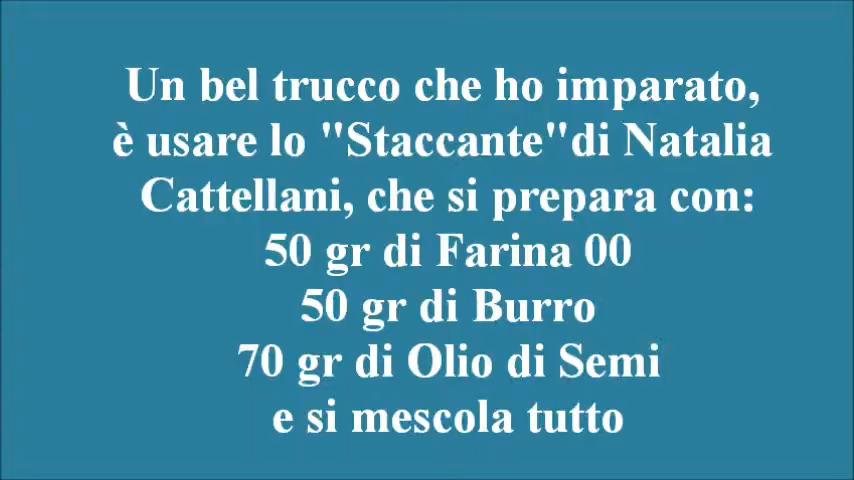 Un bel trucco che ho imparato,
è usare lo "Staccante"di Natalia
Cattellani, che si prepara con:
50 gr di Farina 00
50 gr di Burro
70 gr di Olio di Semi
e si mescola tutto